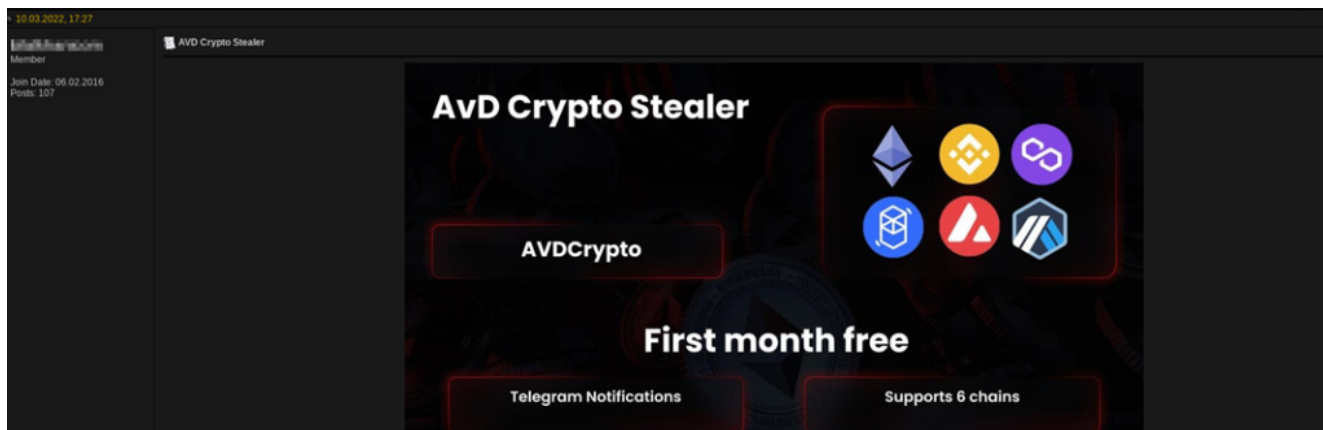 10.03.2022, 17:27
Member
Join Date: 06.02.2016
Posts: 107
AVD Crypto Stealer
AvD Crypto Stealer
AVDCrypto
First month free
Telegram Notifications
Supports 6 chains